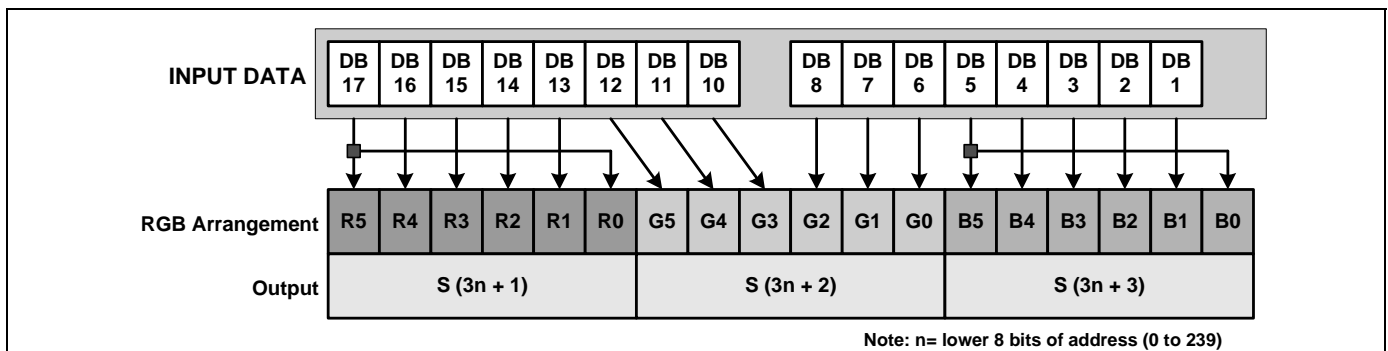 INPUT DATA
DB 17 DB 16 DB 15 DB 14 DB 13 DB 12 DB 11 DB 10 DB 8 DB 7 DB 6 DB 5 DB 4 DB 3 DB 2 DB 1
RGB Arrangement R5 R4 R3 R2 R1 R0 G5 G4 G3 G2 G1 G0 B5 B4 B3 B2 B1 B0
Output S (3n + 1) S (3n + 2) S (3n + 3)
Note: n= lower 8 bits of address (0 to 239)